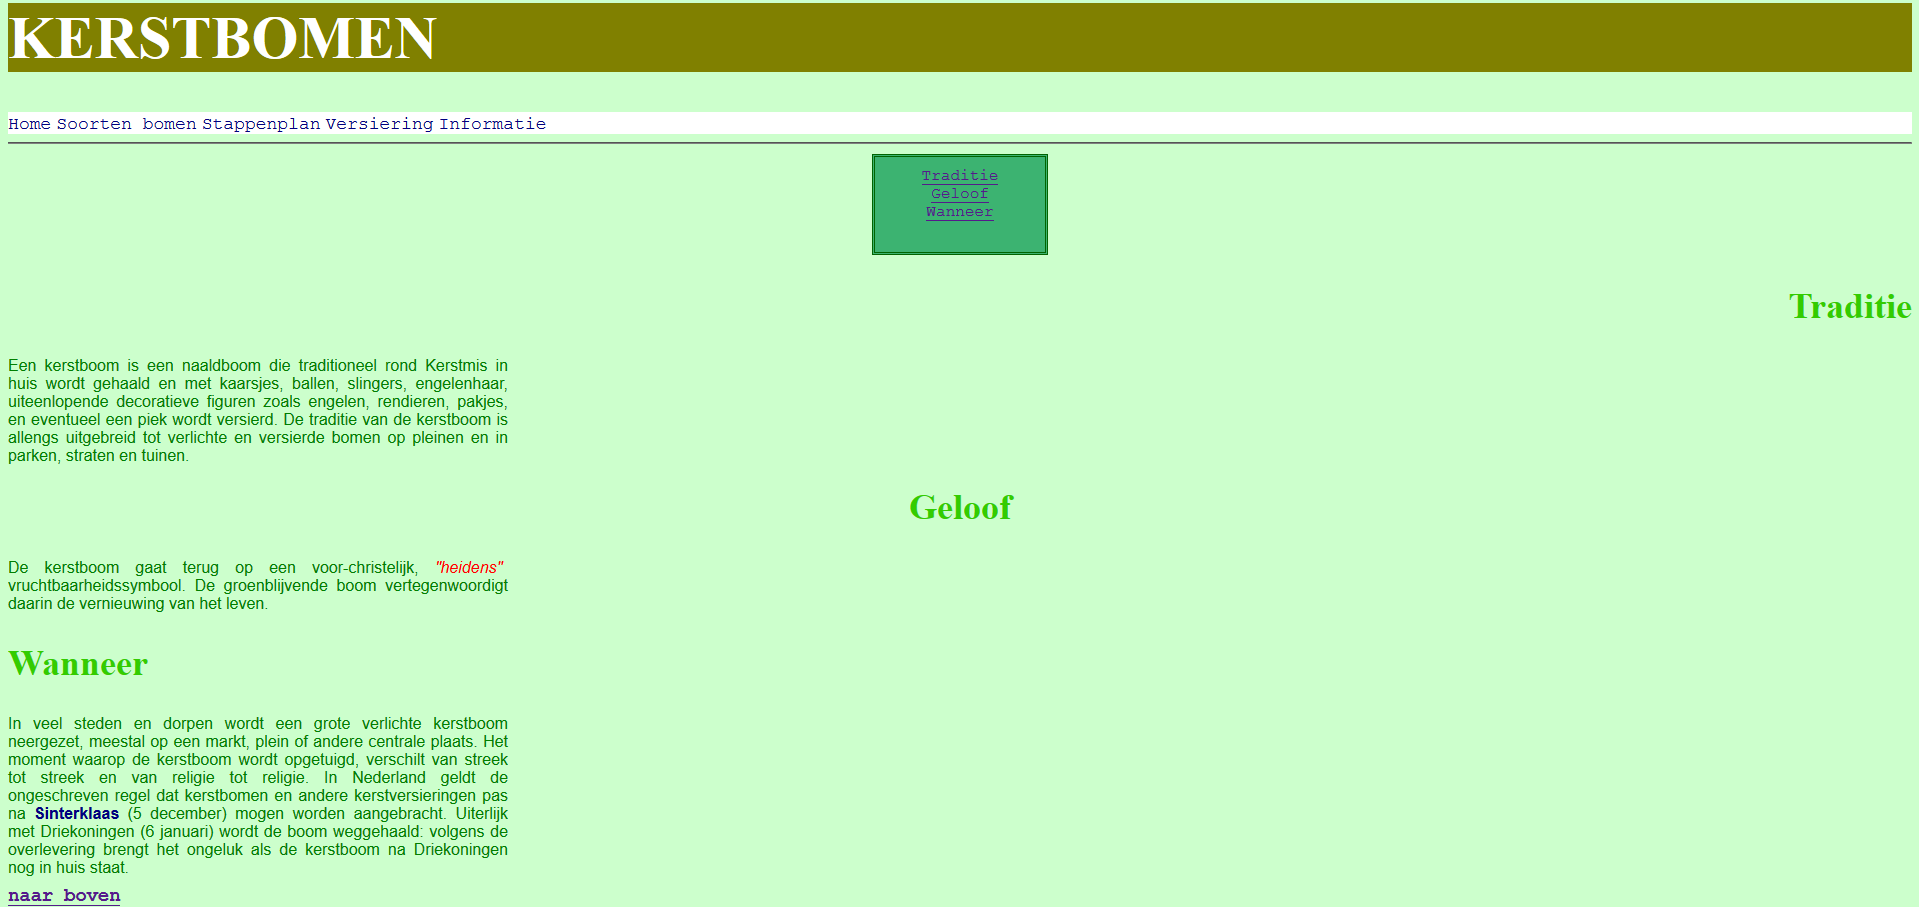 KERSTBOMEN
Home Soorten bomen Stappenplan Versiering Informatie
Traditie
Geloof
Wanneer
Traditie
Een kerstboom is een naaldboom die traditioneel rond Kerstmis in
huis wordt gehaald en met kaarsjes, ballen, slingers, engelenhaar,
uiteenlopende decoratieve figuren zoals engelen, rendieren, pakjes,
en eventueel een piek wordt versierd. De traditie van de kerstboom is
allengs uitgebreid tot verlichte en versierde bomen op pleinen en in
parken, straten en tuinen.
Geloof
De kerstboom gaat terug op een voor-christelijk, "heidens"
vruchtbaarheidssymbool. De groenblijvende boom vertegenwoordigt
daarin de vernieuwing van het leven.
Wanneer
In veel steden en dorpen wordt een grote verlichte kerstboom
neergezet, meestal op een markt, plein of andere centrale plaats. Het
moment waarop de kerstboom wordt opgetuigd, verschilt van streek
tot streek en van religie tot religie. In Nederland geldt de
ongeschreven regel dat kerstbomen en andere kerstversieringen pas
na Sinterklaas (5 december) mogen worden aangebracht. Uiterlijk
met Driekoningen (6 januari) wordt de boom weggehaald: volgens de
overlevering brengt het ongeluk als de kerstboom na Driekoningen
nog in huis staat.
naar boven